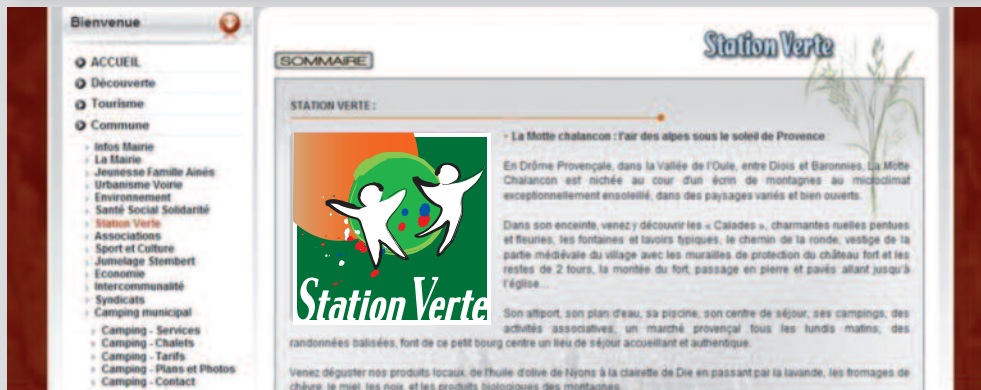 Bienvenue
ACCUEIL
Découverte
Tourisme
Commune
Infos Mairie
La Mairie
Jeunesse Famille Ainés
Urbanisme Voirie
Environnement
Santé Social Solidarité
Station Verte
Associations
Sport et Culture
Jumelage Stembert
Economie
Intercommunalité
Syndicats
Camping municipal
Camping - Services
Camping - Chalets
Camping - Tarifs
Camping - Plans et Photos
Camping - Contact
Station Verte
SOMMAIRE
STATION VERTE :
Station Verte
- La Motte chalancon : l'air des alpes sous le soleil de Provence
En Drôme Provençale, dans la Vallée de l'Oule, entre Diois et Baronnies, La Motte
Chalancon est nichée au cour d'un écrin de montagnes au microclimat
exceptionnellement ensoleillé, dans des paysages variés et bien ouverts.
Dans son enceinte, venez y découvrir les « Calades », charmantes ruelles pentues
et fleuries, les fontaines et lavoirs typiques, le chemin de la ronde, vestige de la
partie médiévale du village avec les murailles de protection du château fort et les
restes de 2 tours, la montée du fort, passage en pierre et pavés allant jusqu'à
l'église...
Son altiport, son plan d'eau, sa piscine, son centre de séjour, ses campings, des
activités associatives, un marché provençal tous les lundis matins, des
randonnées balisées, font de ce petit bourg centre un lieu de séjour accueillant et authentique.
Venez déguster nos produits locaux, de l'huile d'olive de Nyons à la clairette de Die en passant par la lavande, les fromages de
chèvre, le miel, les noix, et les produits biologiques des montagnes.